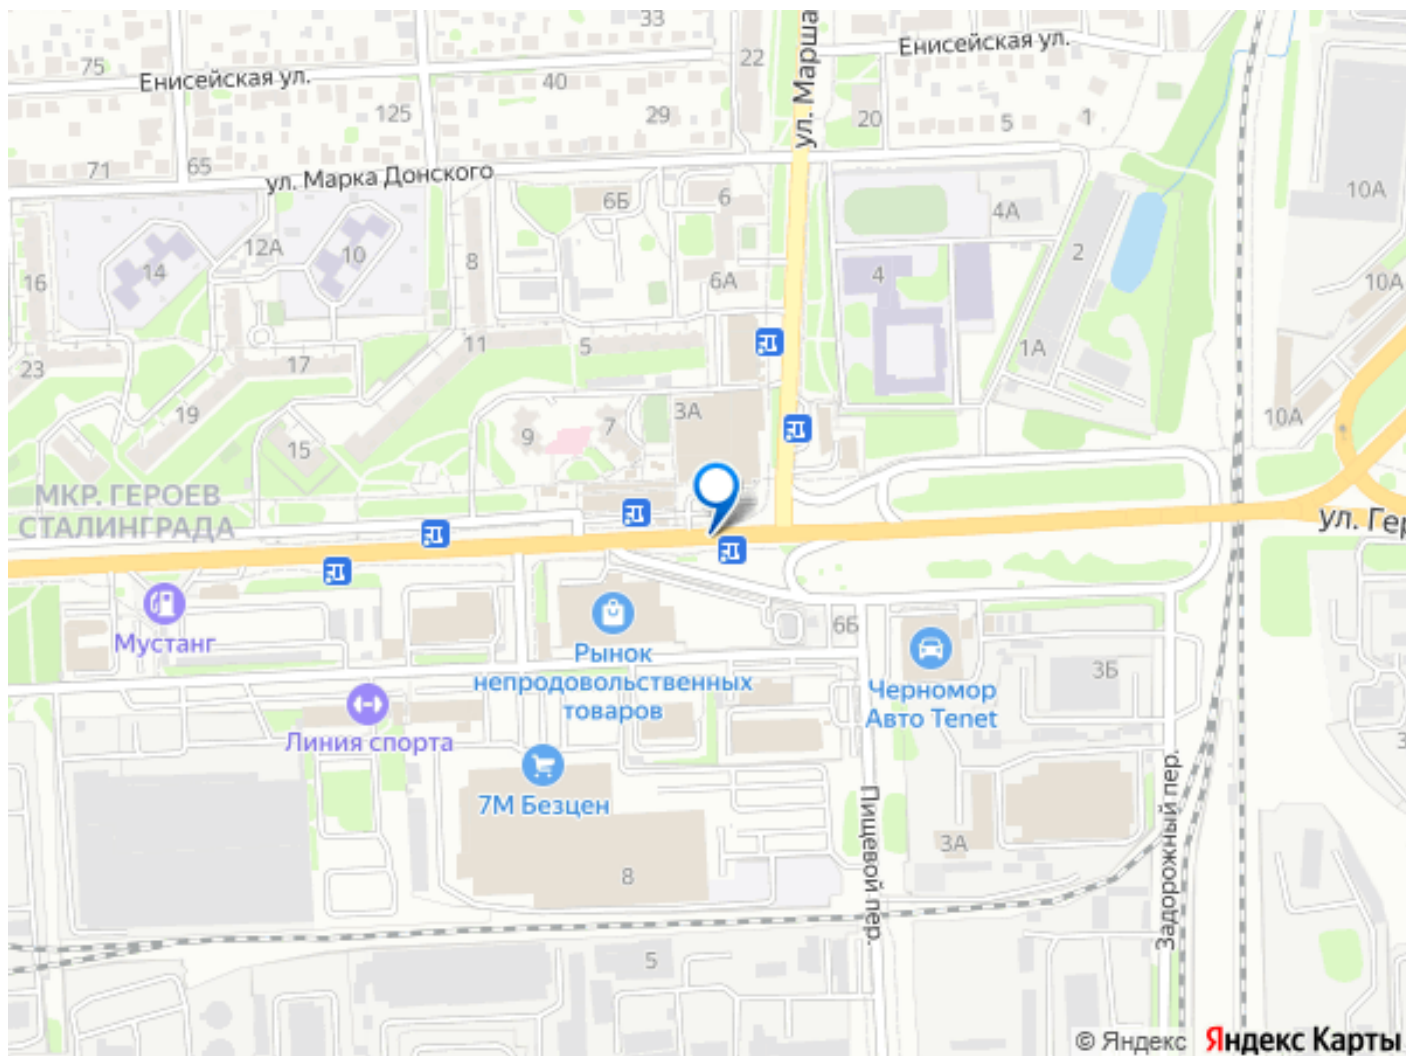 33
75
Енисейская ул.
40
22
ул. Марша
Енисейская ул.
125
29
20
5
1
71
65
ул. Марка Донского
6Б
6
4А
10А
16
14
12А
10
8
6А
4
2
10А
23
17
11
5
1А
19
15
9
7
3А
10А
МКР. ГЕРОЕВ
СТАЛИНГРАДА
ул. Гер
Мустанг
6Б
Рынок
непродовольственных
товаров
Черномор
Авто Tenet
3Б
Линия спорта
7М Безцен
Пищевой пер.
Задорожный пер.
3А
8
5
© Яндекс
Яндекс Карты